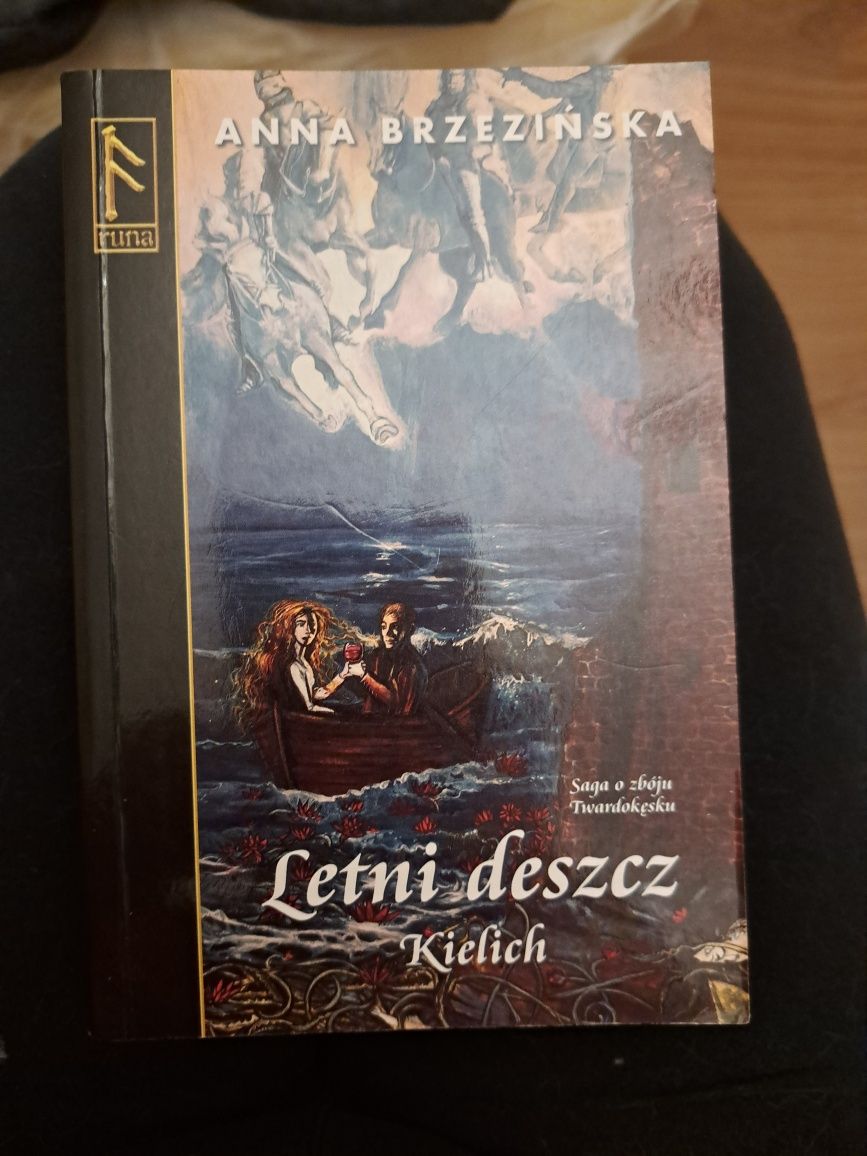 ANNA BRZEZIŃSKA
runa
Saga o zbóju
Twardokęsku
Letni deszcz
Kielich